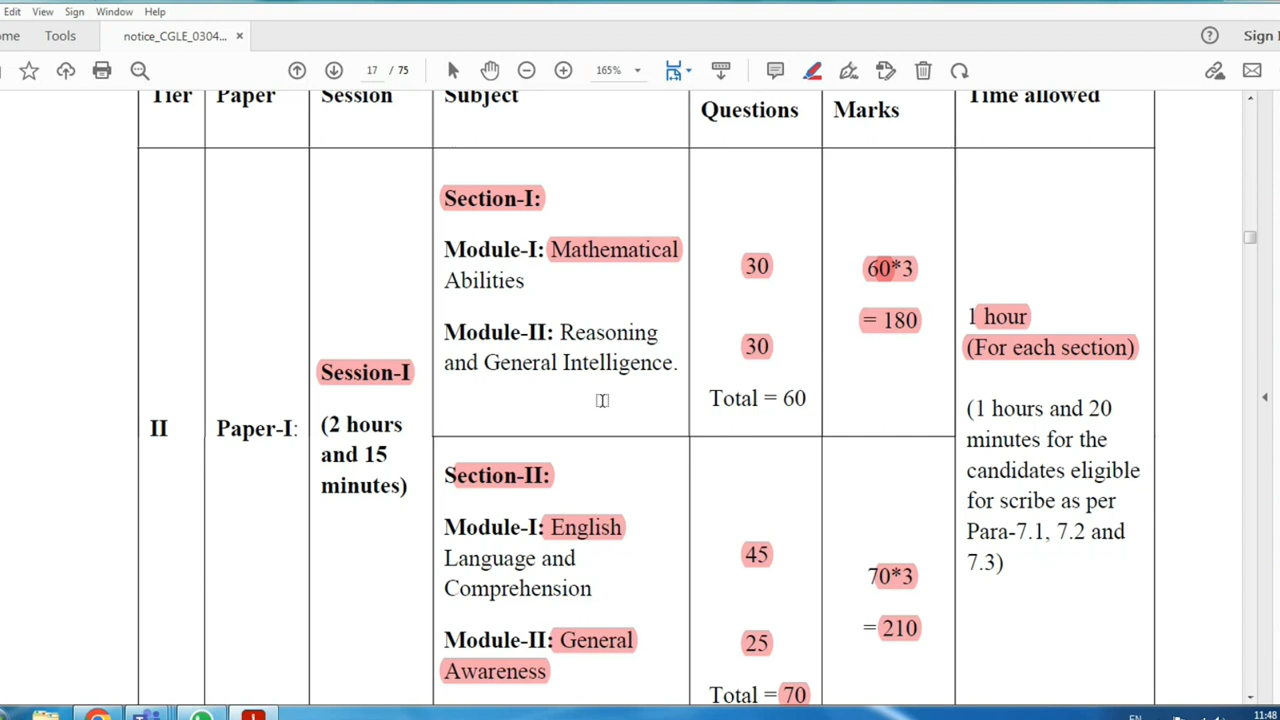 Edit View Sign Window Help
ome Tools notice_CGLE_0304... × Sign I
17 / 75 165%
Tier Paper Session Subject Questions Marks Time allowed
Section-I:
Module-I: Mathematical
Abilities
30
Module-II: Reasoning
and General Intelligence.
30
Total = 60
60*3
= 180
1 hour
(For each section)
(1 hours and 20
minutes for the
candidates eligible
for scribe as per
Para-7.1, 7.2 and
7.3)
II
Paper-I:
Session-I
(2 hours
and 15
minutes)
Section-II:
Module-I: English
Language and
Comprehension
45
Module-II: General
Awareness
25
Total = 70
70*3
= 210
11:48